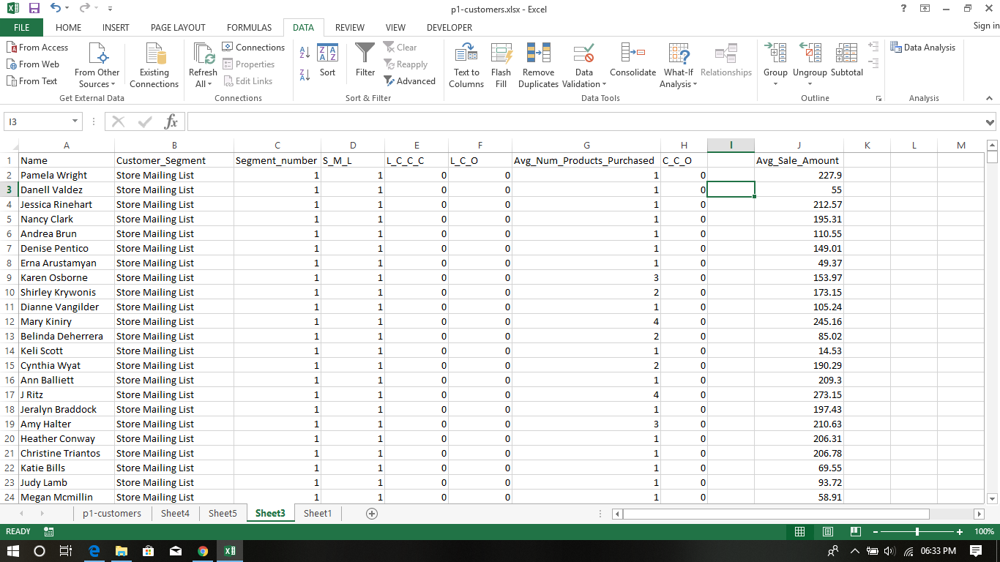 p1-customers.xlsx - Excel
?
FILE HOME INSERT PAGE LAYOUT FORMULAS DATA REVIEW VIEW DEVELOPER Sign in
From Access
From Web
From Text
From Other Sources
Existing Connections
Get External Data
Refresh All
Connections
Properties
Edit Links
Connections
Sort
Filter
Clear
Reapply
Advanced
Sort & Filter
Text to Columns
Flash Fill
Remove Duplicates
Data Validation
Consolidate
What-If Analysis
Relationships
Data Tools
Group
Ungroup
Subtotal
Outline
Data Analysis
Analysis
I3 fx
A B C D E F G H I J K L M
1 Name Customer_Segment Segment_number S_M_L L_C_C_C L_C_O Avg_Num_Products_Purchased C_C_O Avg_Sale_Amount
2 Pamela Wright Store Mailing List 1 1 0 0 1 0 227.9
3 Danell Valdez Store Mailing List 1 1 0 0 1 0 55
4 Jessica Rinehart Store Mailing List 1 1 0 0 1 0 212.57
5 Nancy Clark Store Mailing List 1 1 0 0 1 0 195.31
6 Andrea Brun Store Mailing List 1 1 0 0 1 0 110.55
7 Denise Pentico Store Mailing List 1 1 0 0 1 0 149.01
8 Erna Arustamyan Store Mailing List 1 1 0 0 1 0 49.37
9 Karen Osborne Store Mailing List 1 1 0 0 3 0 153.97
10 Shirley Krywonis Store Mailing List 1 1 0 0 2 0 173.15
11 Dianne Vangilder Store Mailing List 1 1 0 0 1 0 105.24
12 Mary Kiniry Store Mailing List 1 1 0 0 4 0 245.16
13 Belinda Deherrera Store Mailing List 1 1 0 0 2 0 85.02
14 Keli Scott Store Mailing List 1 1 0 0 1 0 14.53
15 Cynthia Wyat Store Mailing List 1 1 0 0 2 0 190.29
16 Ann Balliett Store Mailing List 1 1 0 0 1 0 209.3
17 J Ritz Store Mailing List 1 1 0 0 4 0 273.15
18 Jeralyn Braddock Store Mailing List 1 1 0 0 1 0 197.43
19 Amy Halter Store Mailing List 1 1 0 0 3 0 210.63
20 Heather Conway Store Mailing List 1 1 0 0 1 0 206.31
21 Christine Triantos Store Mailing List 1 1 0 0 1 0 206.78
22 Katie Bills Store Mailing List 1 1 0 0 1 0 69.55
23 Judy Lamb Store Mailing List 1 1 0 0 1 0 93.72
24 Megan Mcmillin Store Mailing List 1 1 0 0 1 0 58.91
p1-customers Sheet4 Sheet5 Sheet3 Sheet1
READY 100%
06:33 PM